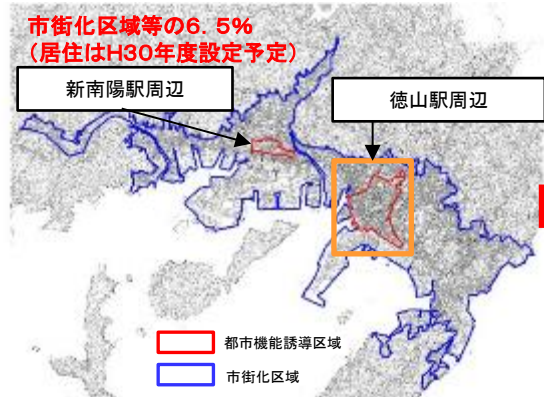 市街化区域等の6.5%
(居住はH30年度設定予定)
新南陽駅周辺
徳山駅周辺
都市機能誘導区域
市街化区域